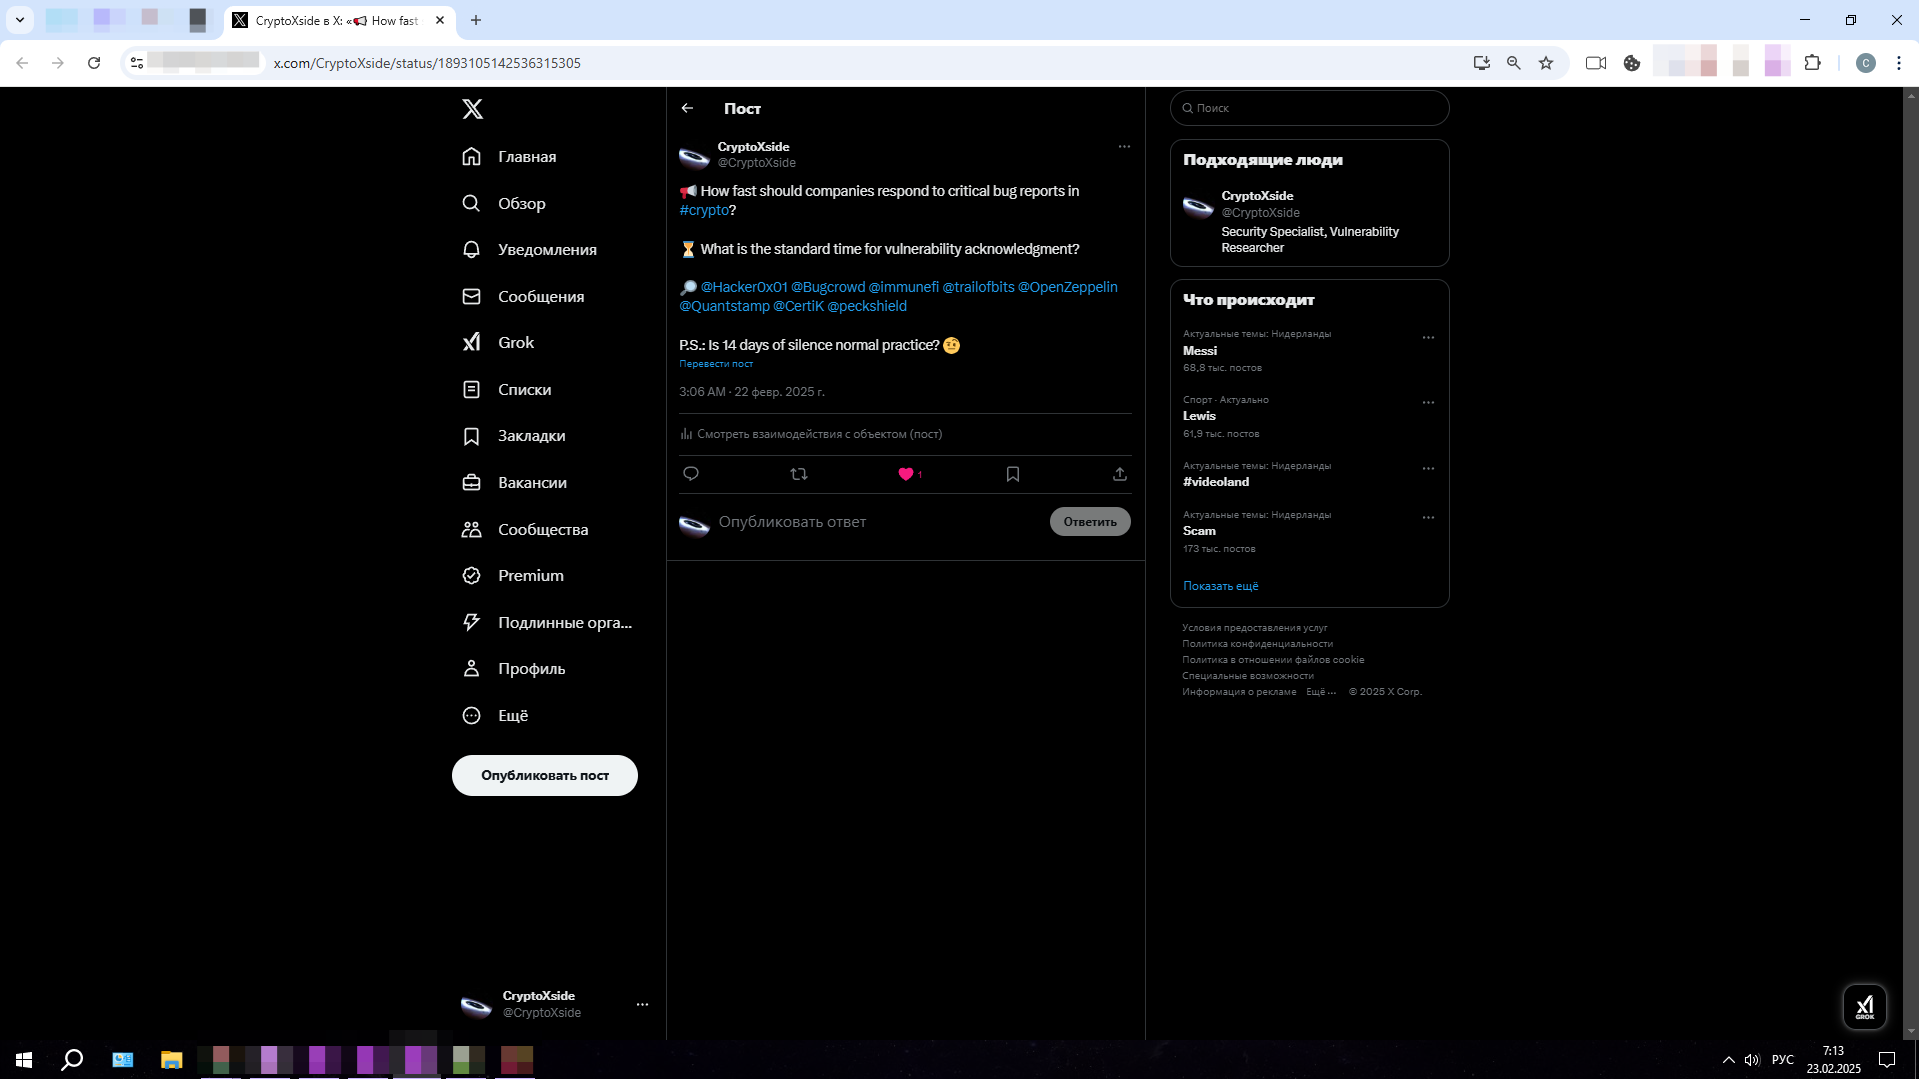 CryptoXside в X: «📢 How fast
x.com/CryptoXside/status/1893105142536315305
C
Главная
Обзор
Уведомления
Сообщения
Grok
Списки
Закладки
Вакансии
Сообщества
Premium
Подлинные орга...
Профиль
Ещё
Опубликовать пост
CryptoXside
@CryptoXside
Пост
CryptoXside
@CryptoXside
📢 How fast should companies respond to critical bug reports in
#crypto?
⏳ What is the standard time for vulnerability acknowledgment?
🔎 @Hacker0x01 @Bugcrowd @immunefi @trailofbits @OpenZeppelin
@Quantstamp @CertiK @peckshield
P.S.: Is 14 days of silence normal practice? 🤨
Перевести пост
3:06 AM · 22 февр. 2025 г.
Смотреть взаимодействия с объектом (пост)
1
Опубликовать ответ
Ответить
Поиск
Подходящие люди
CryptoXside
@CryptoXside
Security Specialist, Vulnerability
Researcher
Что происходит
Актуальные темы: Нидерланды
Messi
68,8 тыс. постов
Спорт · Актуально
Lewis
61,9 тыс. постов
Актуальные темы: Нидерланды
#videoland
Актуальные темы: Нидерланды
Scam
173 тыс. постов
Показать ещё
Условия предоставления услуг
Политика конфиденциальности
Политика в отношении файлов cookie
Специальные возможности
Информация о рекламе Ещё ··· © 2025 X Corp.
GROK
РУС
7:13
23.02.2025